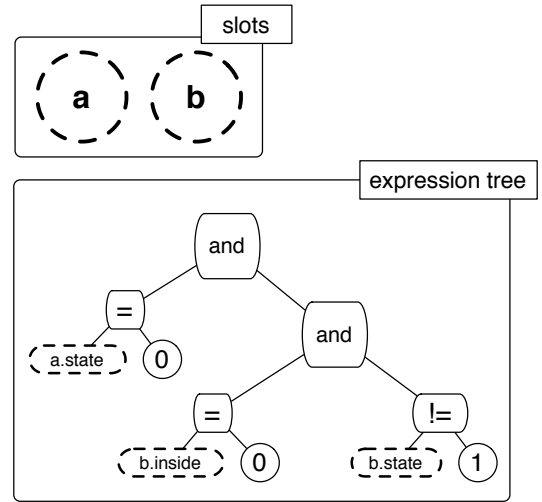 slots
a b
expression tree
and
=
and
a.state 0
= !=
b.inside 0 b.state 1